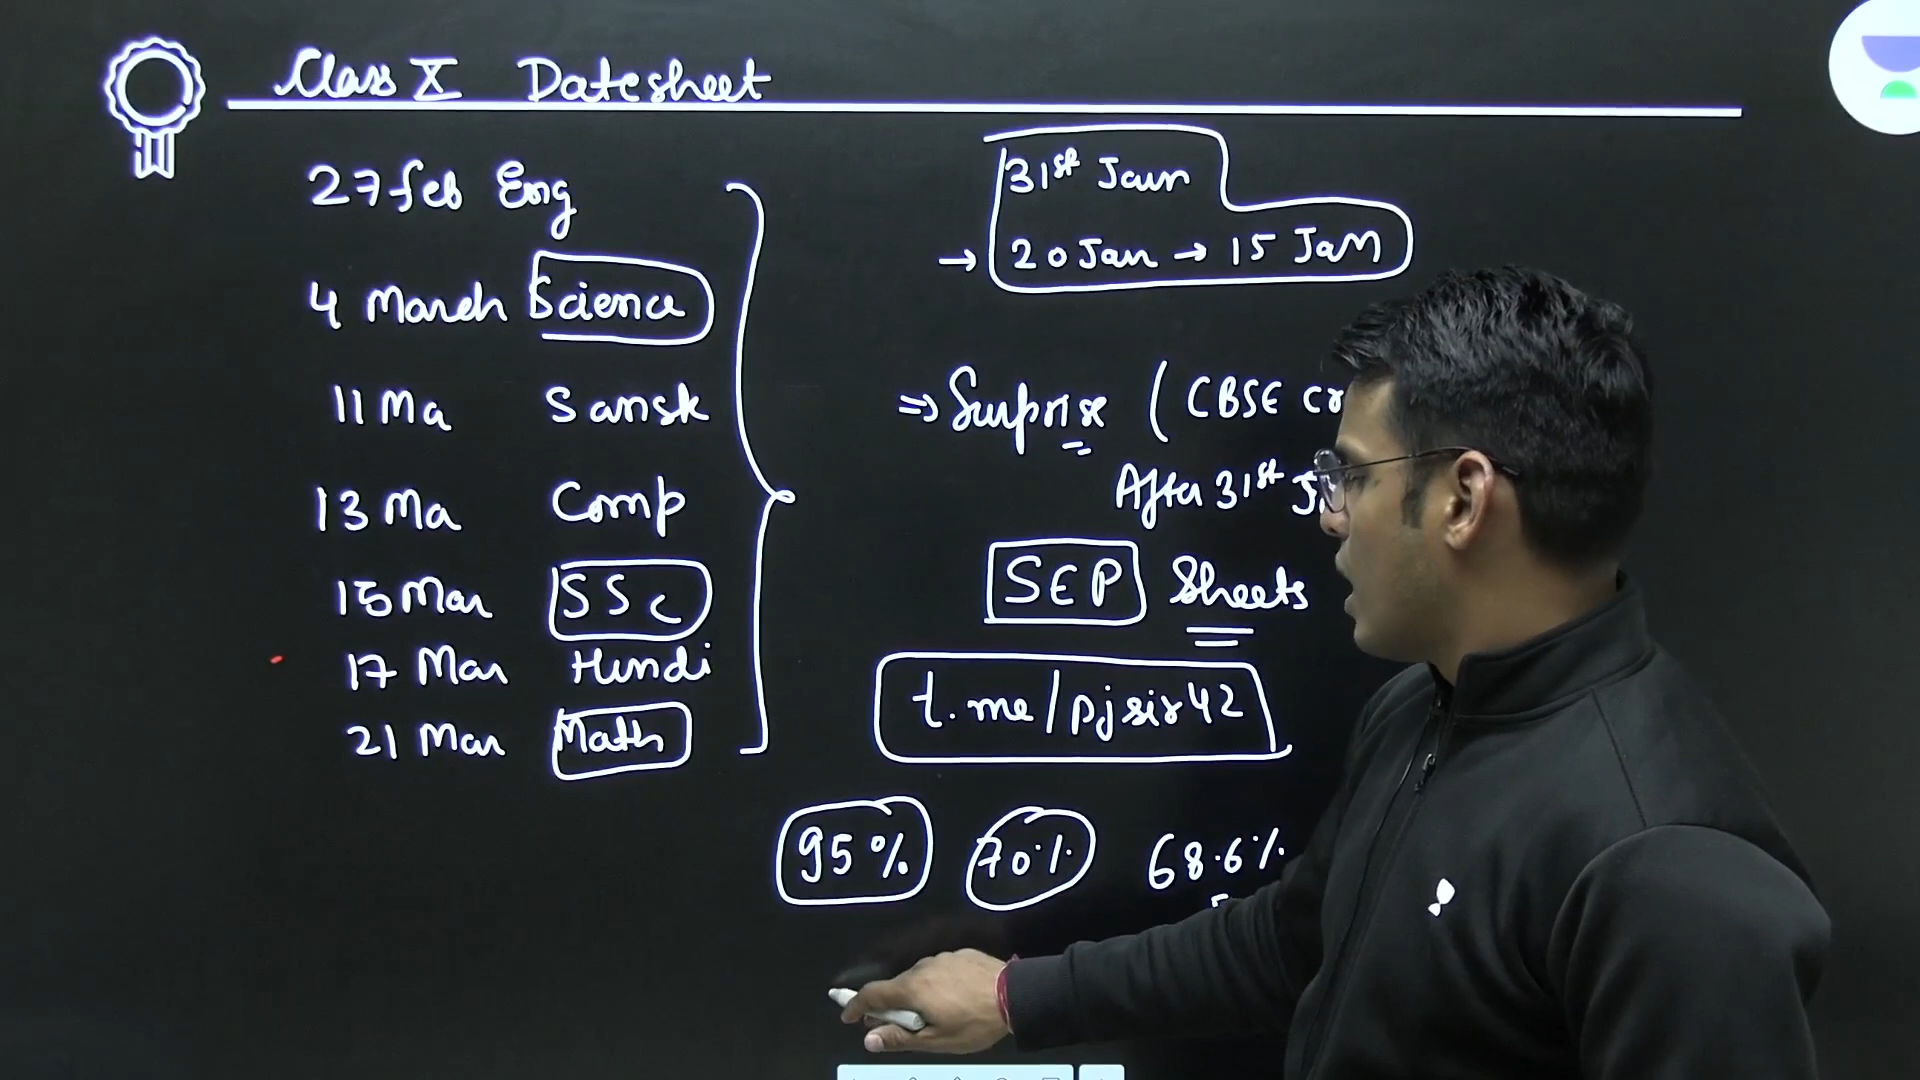 Class X Datesheet
27 feb Eng
4 March Science
11 Ma Sansk
13 Ma Comp
15 Mar SSc
17 Mar Hindi
21 Mar Math
31st Jan
→ 20 Jan → 15 Jan
⇒ Surprise ( CBSE
After 31st
SEP Sheets
t.me/pjsir42
95% 70% 68.6%